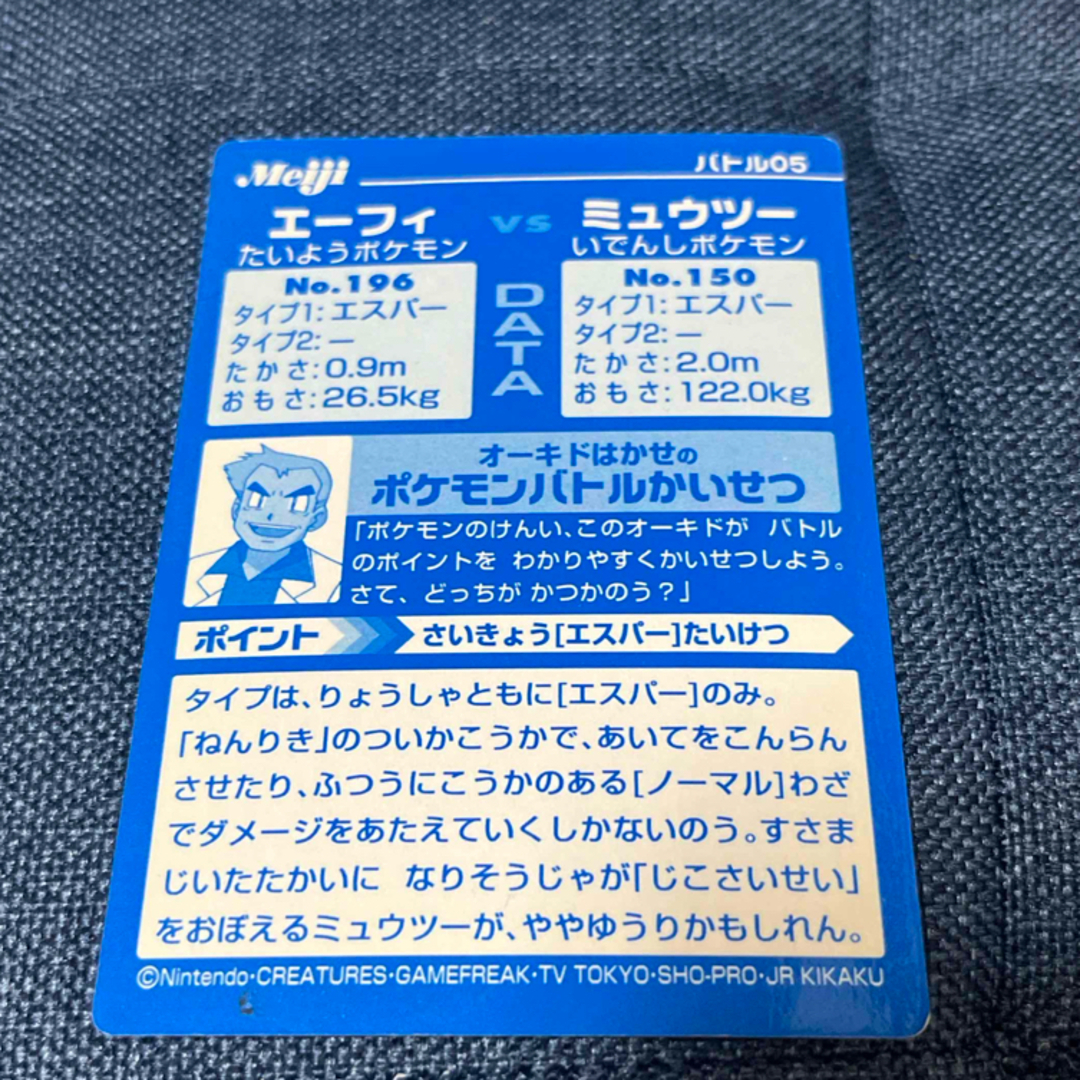 Meiji
バトル05
エーフィ vs ミュウツー
たいようポケモン
いでんしポケモン
No.196
タイプ1:エスパー
タイプ2:―
たかさ:0.9m
おもさ:26.5kg
DATA
No.150
タイプ1:エスパー
タイプ2:―
たかさ:2.0m
おもさ:122.0kg
オーキドはかせの
ポケモンバトルかいせつ
「ポケモンのけんい、このオーキドが バトル
のポイントを わかりやすくかいせつしよう。
さて、どっちが かつかのう?」
ポイント さいきょう[エスパー]たいけつ
タイプは、りょうしゃともに[エスパー]のみ。
「ねんりき」のついかこうかで、あいてをこんらん
させたり、ふつうにこうかのある[ノーマル]わざ
でダメージをあたえていくしかないのう。すさま
じいたたかいに なりそうじゃが「じこさいせい」
をおぼえるミュウツーが、ややゆうりかもしれん。
©Nintendo・CREATURES・GAMEFREAK・TV TOKYO・SHO-PRO・JR KIKAKU